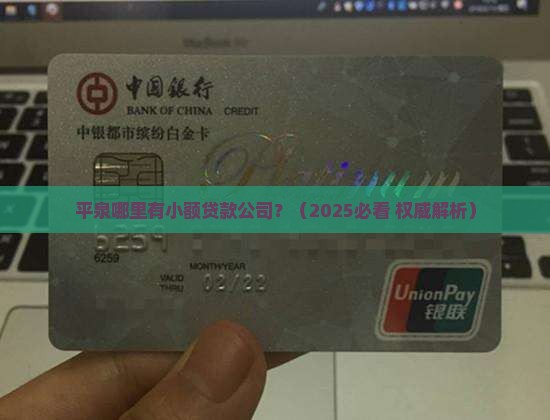 中国银行
BANK OF CHINA CREDIT
中银都市缤纷白金卡
Platinum
平泉哪里有小额贷款公司？（2025必看 权威解析）
6259
6259
MONTH/YEAR
VALID THRU 02/22
UnionPay
银联